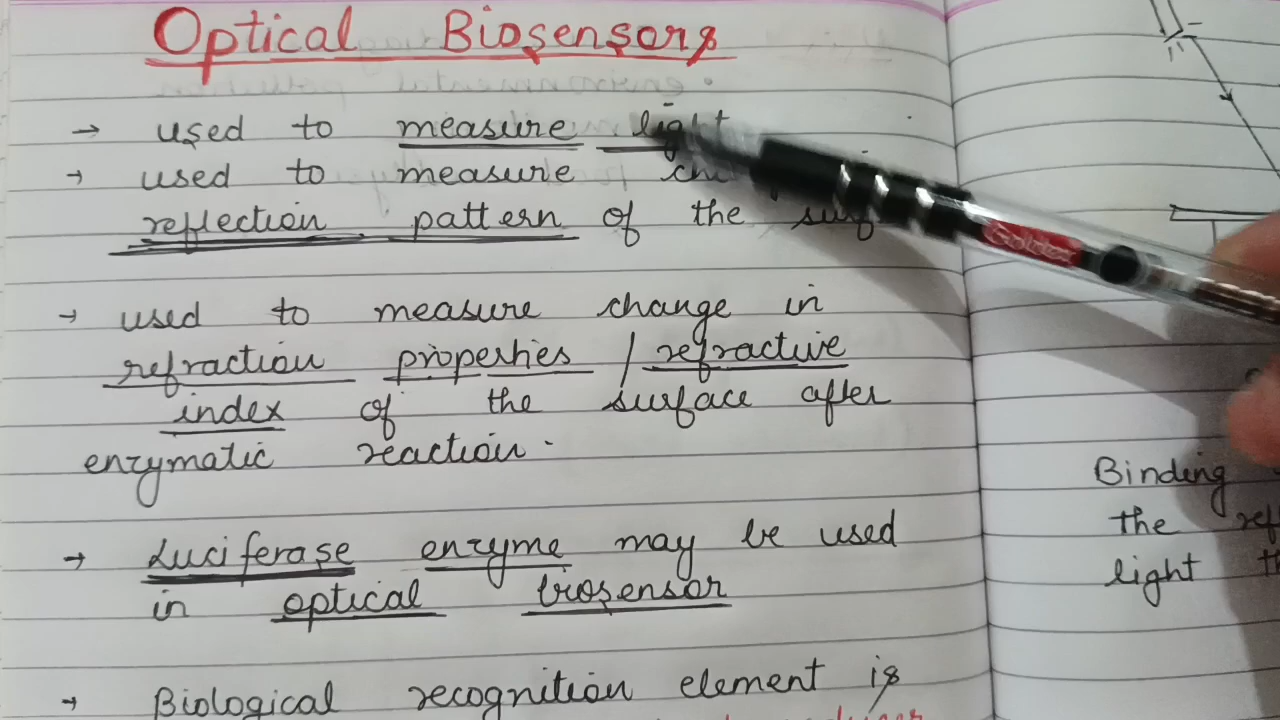 Optical Biosensors
→ used to measure light
→ used to measure
reflection pattern of the
→ used to measure change in
refraction properties / refractive
index of the surface after
enzymatic reaction.
→ Luciferase enzyme may be used
in optical biosensor
→ Biological recognition element is
Binding
the
light